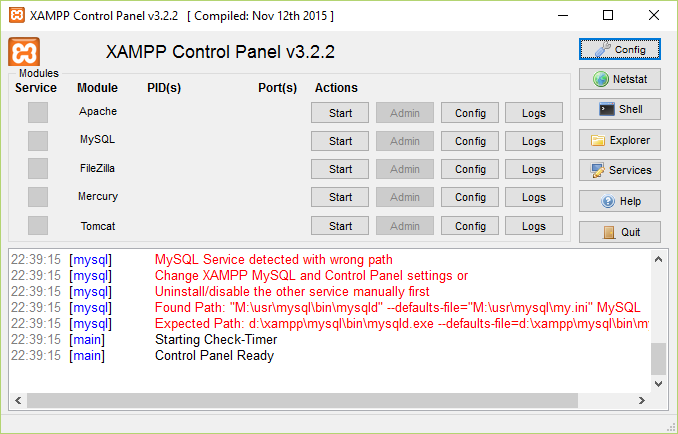 XAMPP Control Panel v3.2.2 [ Compiled: Nov 12th 2015 ]
XAMPP Control Panel v3.2.2
Config
Modules
Service Module PID(s) Port(s) Actions
Netstat
Apache Start Admin Config Logs
Shell
MySQL Start Admin Config Logs
Explorer
FileZilla Start Admin Config Logs
Services
Mercury Start Admin Config Logs
Help
Tomcat Start Admin Config Logs
Quit
22:39:15 [mysql] MySQL Service detected with wrong path
22:39:15 [mysql] Change XAMPP MySQL and Control Panel settings or
22:39:15 [mysql] Uninstall/disable the other service manually first
22:39:15 [mysql] Found Path: "M:\usr\mysql\bin\mysqld" --defaults-file="M:\usr\mysql\my.ini" MySQL
22:39:15 [mysql] Expected Path: d:\xampp\mysql\bin\mysqld.exe --defaults-file=d:\xampp\mysql\bin\m
22:39:15 [main] Starting Check-Timer
22:39:15 [main] Control Panel Ready